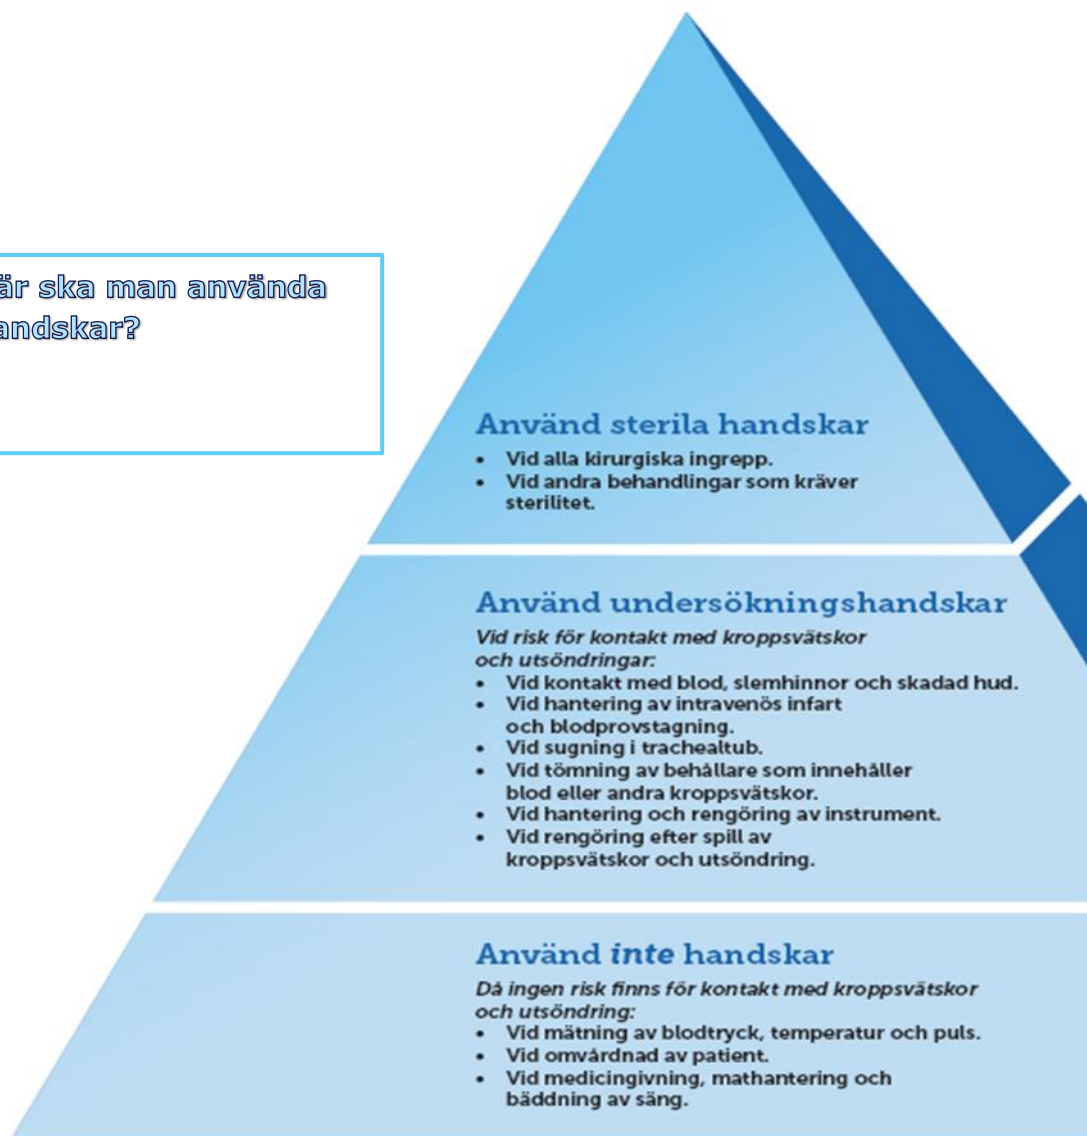 är ska man använda
andskar?
Använd sterila handskar
• Vid alla kirurgiska ingrepp.
• Vid andra behandlingar som kräver
sterilitet.
Använd undersökningshandskar
Vid risk för kontakt med kroppsvätskor
och utsöndringar:
• Vid kontakt med blod, slemhinnor och skadad hud.
• Vid hantering av intravenös infart
och blodprovstagning.
• Vid sugning i trachealtub.
• Vid tömning av behållare som innehåller
blod eller andra kroppsvätskor.
• Vid hantering och rengöring av instrument.
• Vid rengöring efter spill av
kroppsvätskor och utsöndring.
Använd inte handskar
Då ingen risk finns för kontakt med kroppsvätskor
och utsöndring:
• Vid mätning av blodtryck, temperatur och puls.
• Vid omvårdnad av patient.
• Vid medicingivning, mathantering och
bäddning av säng.